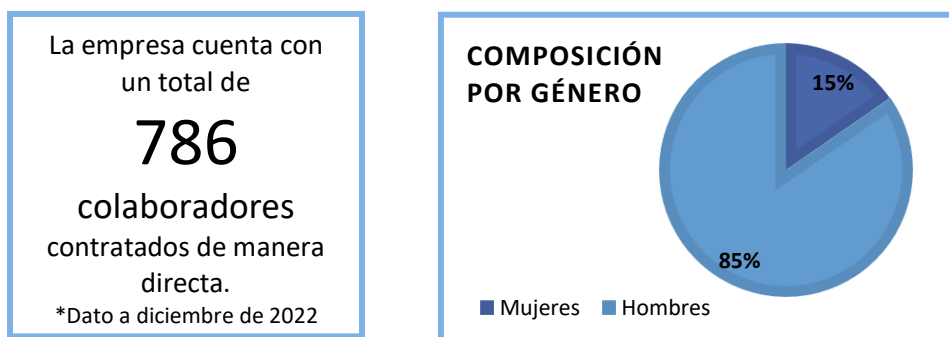 La empresa cuenta con
un total de
786
colaboradores
contratados de manera
directa.
*Dato a diciembre de 2022
COMPOSICIÓN
POR GÉNERO
15%
85%
Mujeres
Hombres